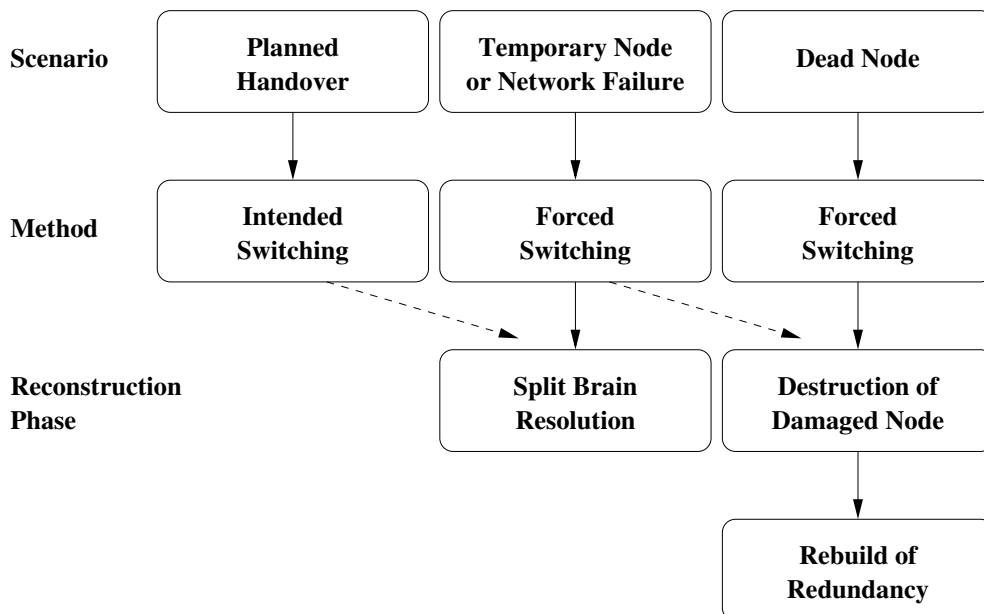 Scenario
Planned
Handover
Temporary Node
or Network Failure
Dead Node
Method
Intended
Switching
Forced
Switching
Forced
Switching
Reconstruction
Phase
Split Brain
Resolution
Destruction of
Damaged Node
Rebuild of
Redundancy